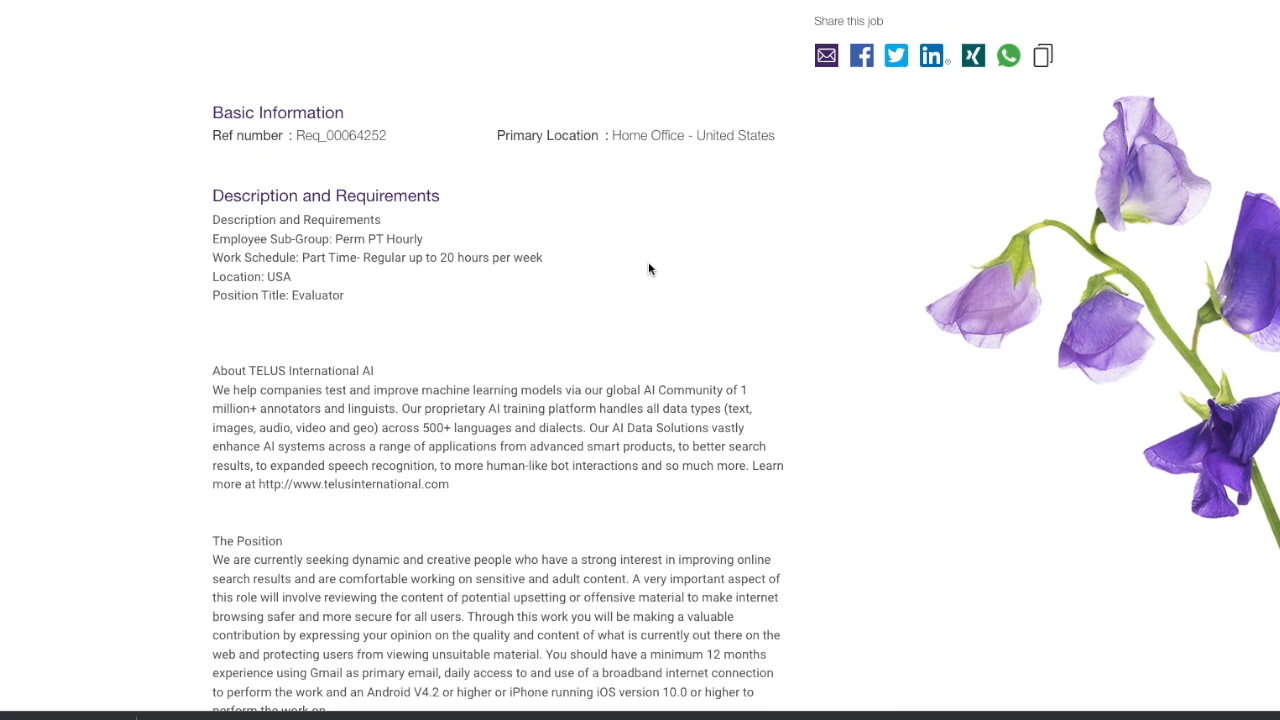 Share this job
in
Basic Information
Ref number : Req_00064252
Primary Location : Home Office - United States
Description and Requirements
Description and Requirements
Employee Sub-Group: Perm PT Hourly
Work Schedule: Part Time- Regular up to 20 hours per week
Location: USA
Position Title: Evaluator
About TELUS International AI
We help companies test and improve machine learning models via our global AI Community of 1
million+ annotators and linguists. Our proprietary AI training platform handles all data types (text,
images, audio, video and geo) across 500+ languages and dialects. Our AI Data Solutions vastly
enhance AI systems across a range of applications from advanced smart products, to better search
results, to expanded speech recognition, to more human-like bot interactions and so much more. Learn
more at http://www.telusinternational.com
The Position
We are currently seeking dynamic and creative people who have a strong interest in improving online
search results and are comfortable working on sensitive and adult content. A very important aspect of
this role will involve reviewing the content of potential upsetting or offensive material to make internet
browsing safer and more secure for all users. Through this work you will be making a valuable
contribution by expressing your opinion on the quality and content of what is currently out there on the
web and protecting users from viewing unsuitable material. You should have a minimum 12 months
experience using Gmail as primary email, daily access to and use of a broadband internet connection
to perform the work and an Android V4.2 or higher or iPhone running iOS version 10.0 or higher to
perform the work on